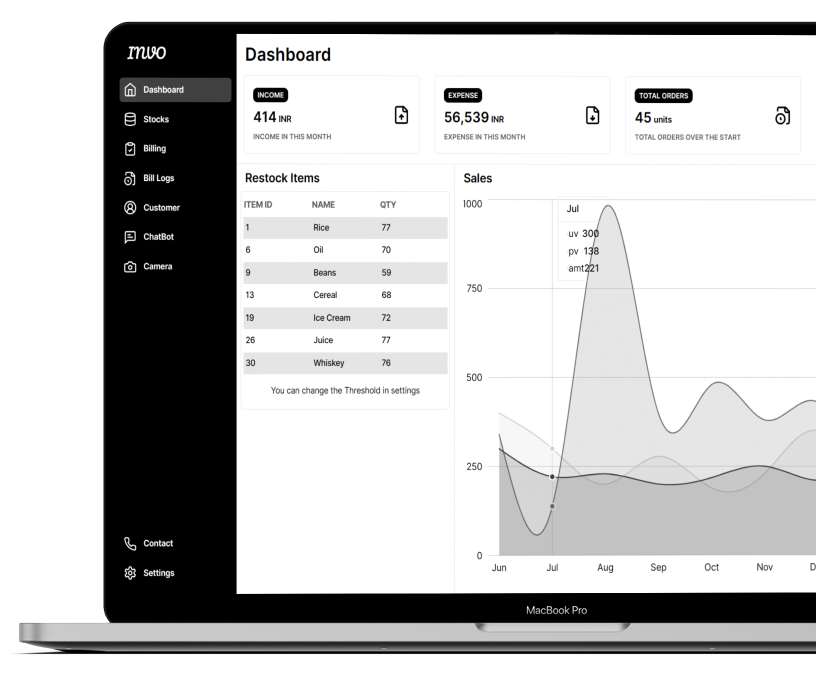 invo
Dashboard
Stocks
Billing
Bill Logs
Customer
ChatBot
Camera
Contact
Settings
Dashboard
INCOME
414 INR
INCOME IN THIS MONTH
EXPENSE
56,539 INR
EXPENSE IN THIS MONTH
TOTAL ORDERS
45 units
TOTAL ORDERS OVER THE START
Restock Items
ITEM ID NAME QTY
1 Rice 77
6 Oil 70
9 Beans 59
13 Cereal 68
19 Ice Cream 72
26 Juice 77
30 Whiskey 76
You can change the Threshold in settings
Sales
1000
750
500
250
0
Jul
uv 300
pv 138
amt221
Jun Jul Aug Sep Oct Nov D
MacBook Pro